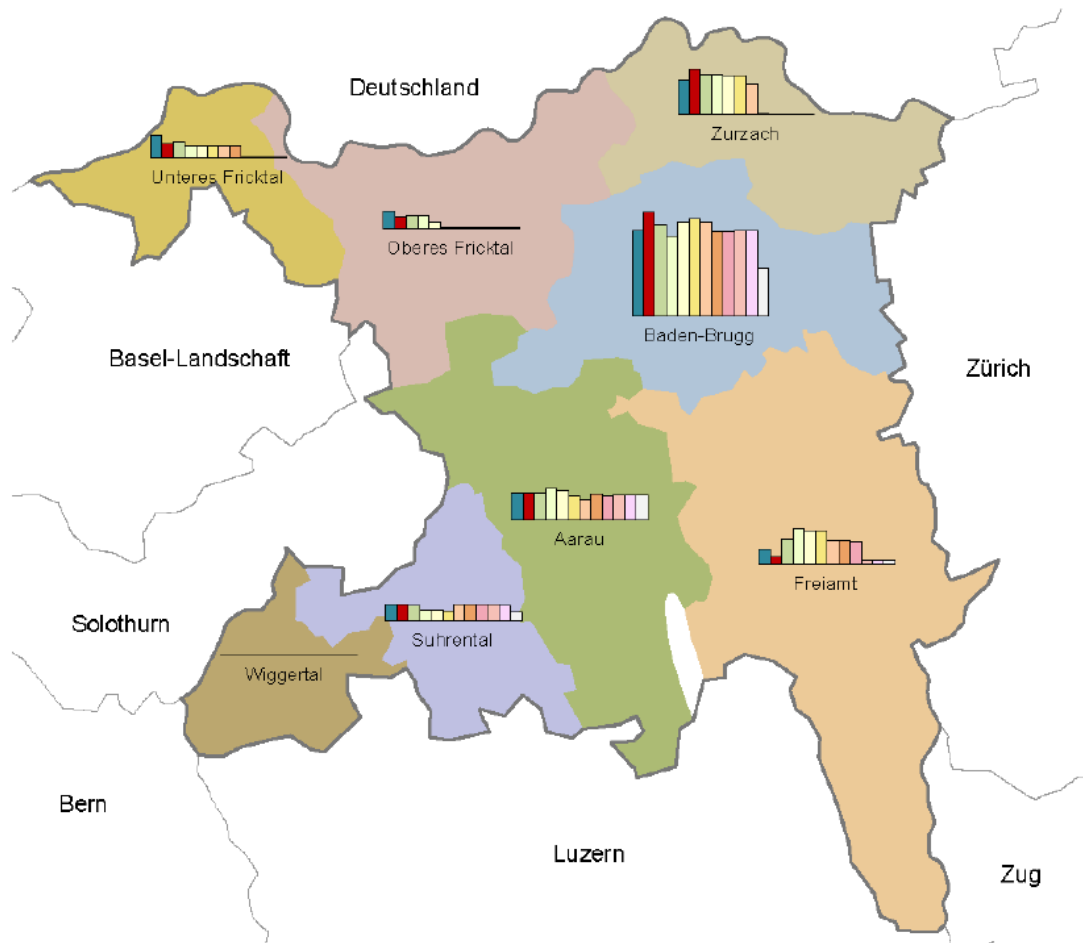 Deutschland
Zurzach
Unteres Fricktal
Oberes Fricktal
Baden-Brugg
Basel-Landschaft
Zürich
Aarau
Freiamt
Solothurn
Suhrental
Wiggertal
Bern
Luzern
Zug